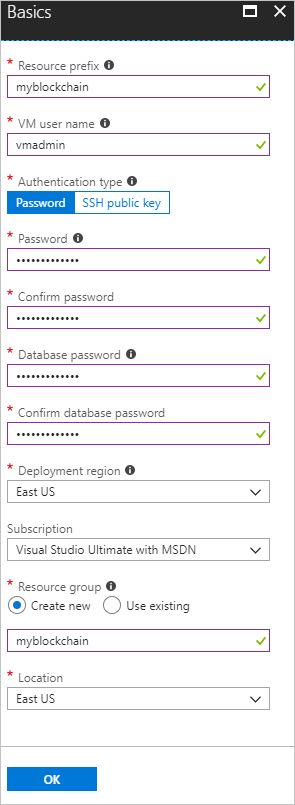 Basics
* Resource prefix
myblockchain
* VM user name
vmadmin
* Authentication type
Password SSH public key
* Password
•••••••••••••
* Confirm password
•••••••••••••
* Database password
•••••••••••••
* Confirm database password
•••••••••••••
* Deployment region
East US
Subscription
Visual Studio Ultimate with MSDN
* Resource group
Create new Use existing
myblockchain
* Location
East US
OK